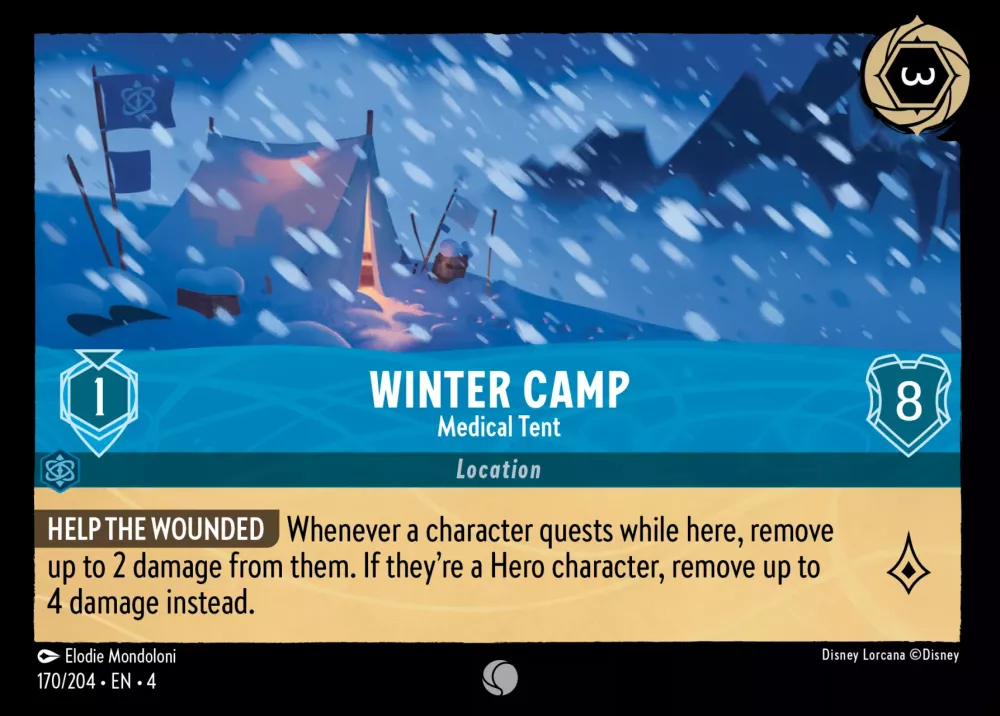 3
1
WINTER CAMP
Medical Tent
8
Location
HELP THE WOUNDED Whenever a character quests while here, remove
up to 2 damage from them. If they’re a Hero character, remove up to
4 damage instead.
Elodie Mondoloni
Disney Lorcana ©Disney
170/204 • EN • 4